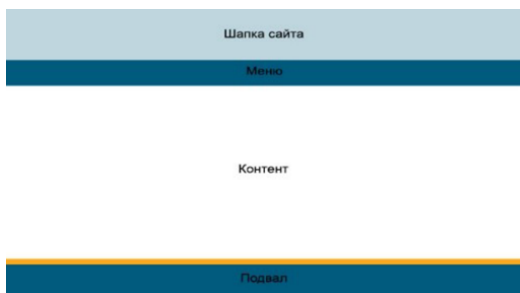 Шапка сайта
Меню
Контент
Подвал